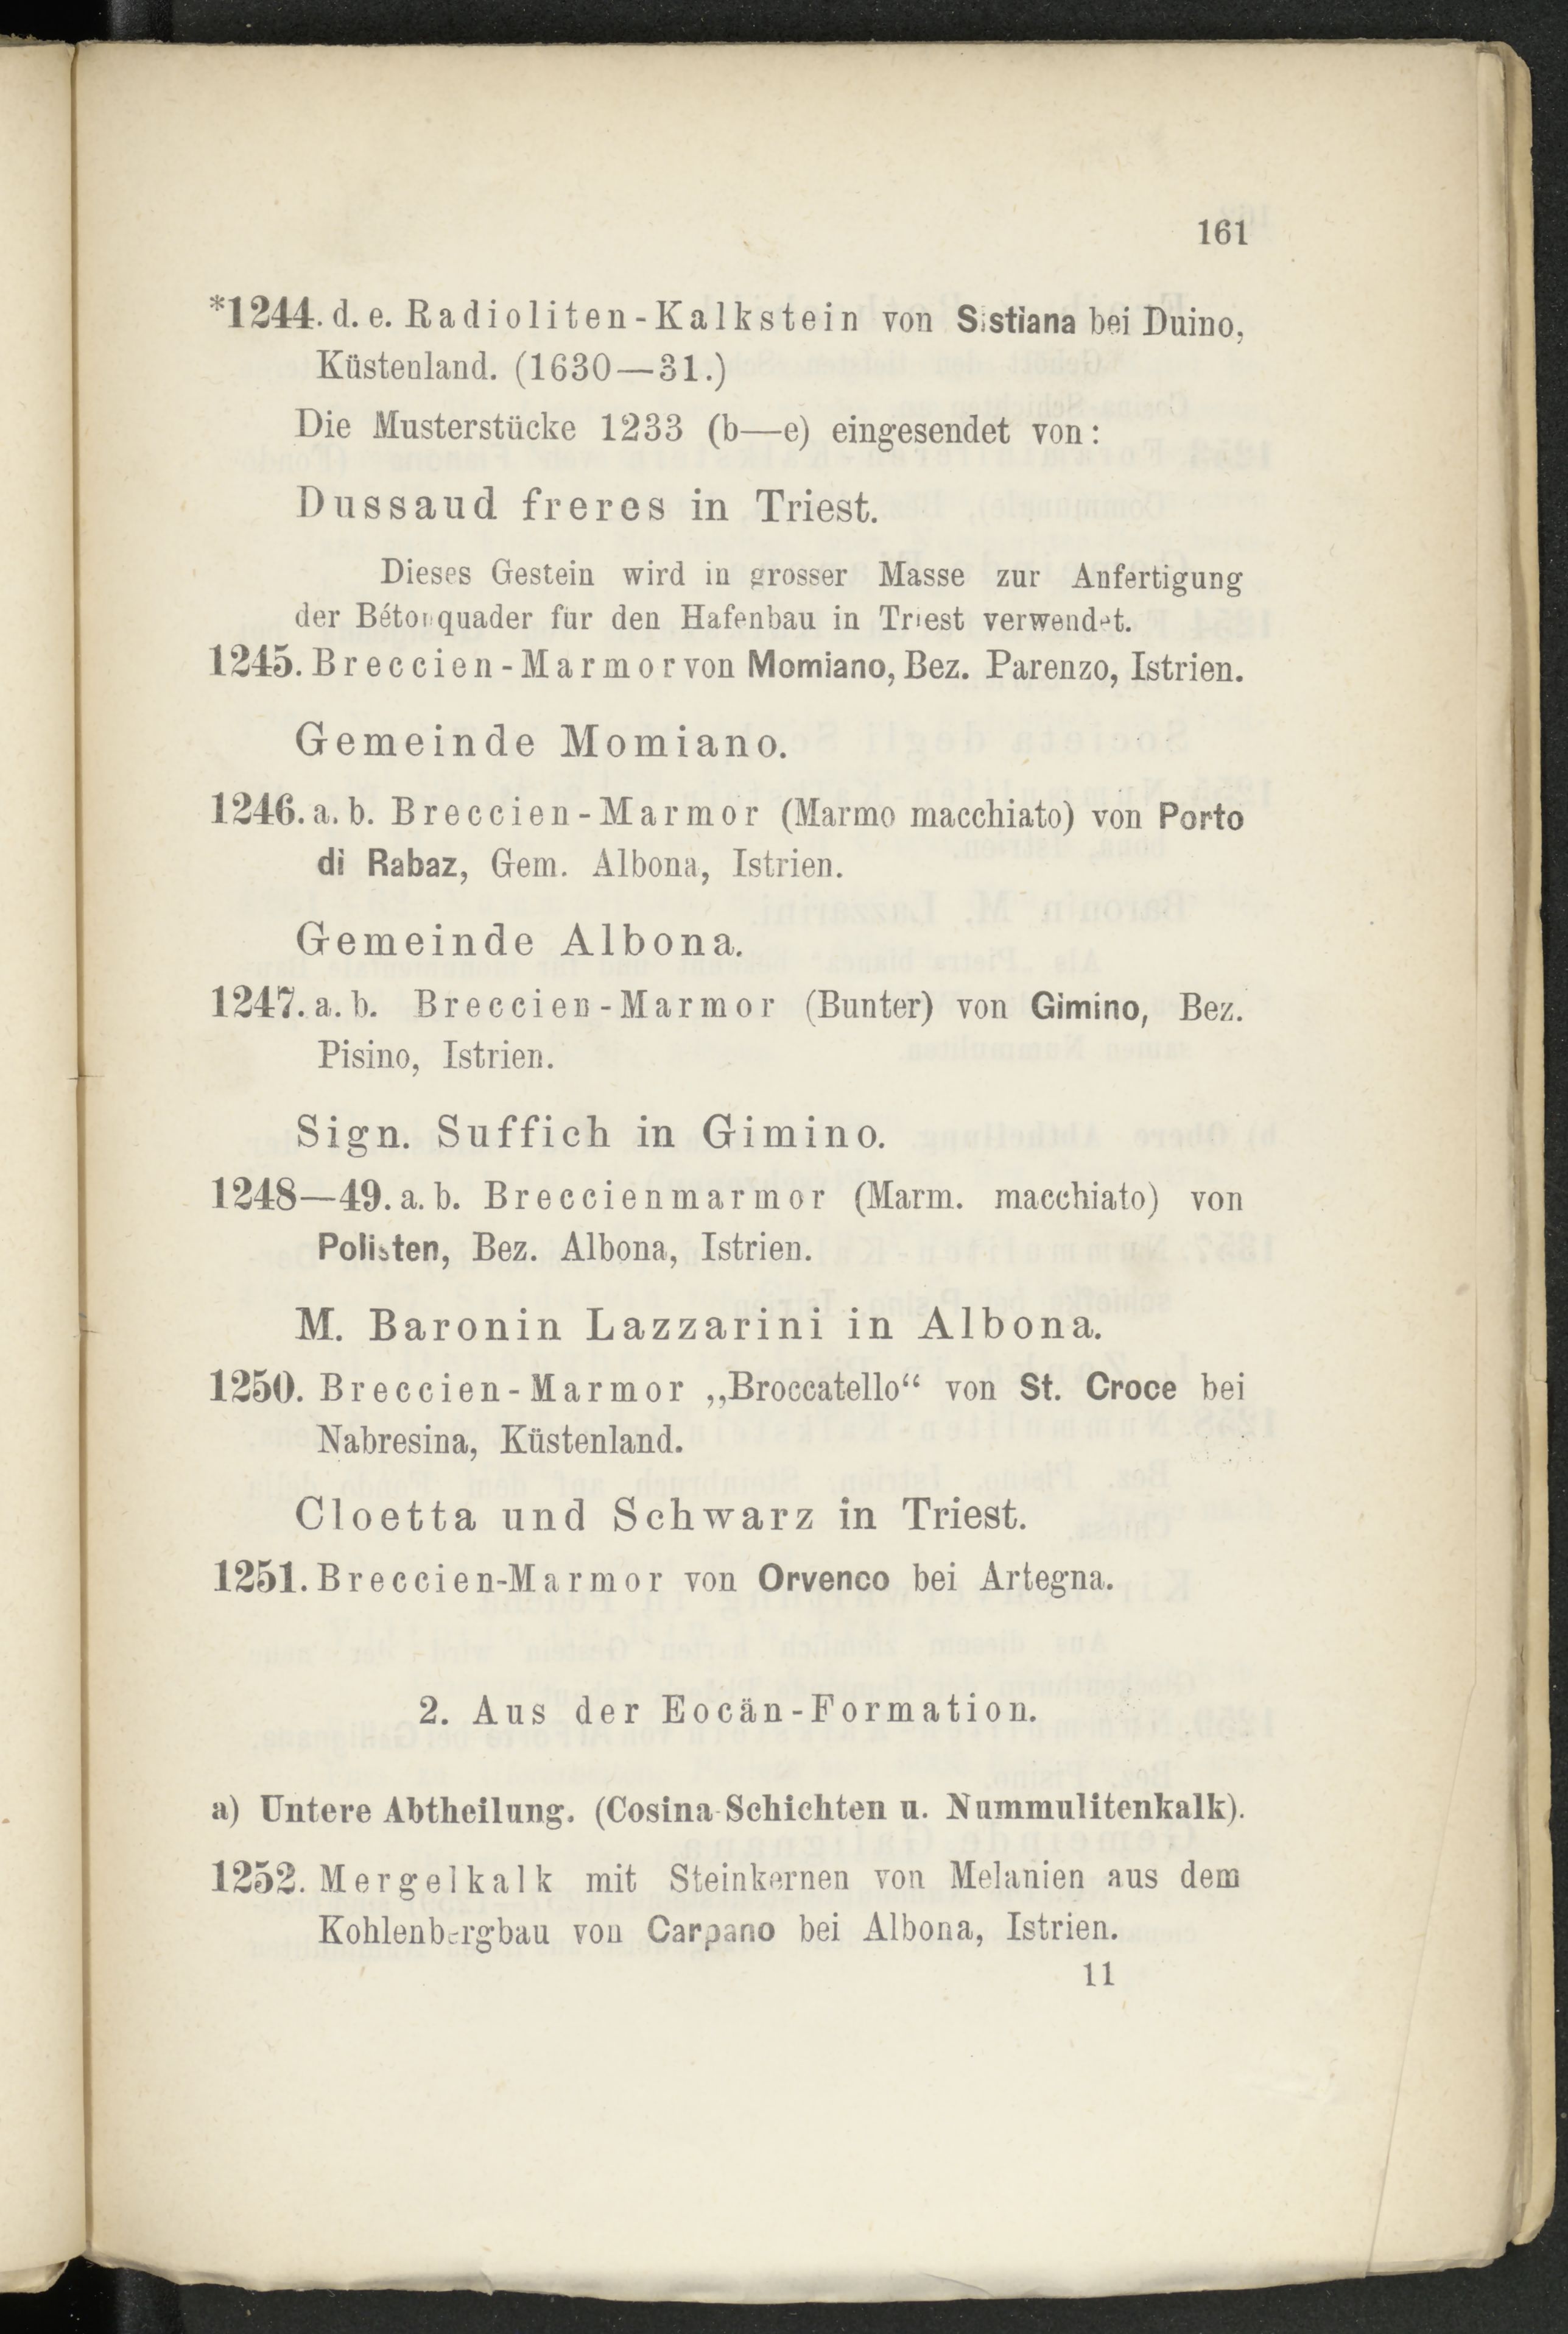 161
*1244. d. e. Radioliten-Kalkstein von Sistiana bei Duino,
Küstenland. (1630—31.)
Die Musterstücke 1233 (b—e) eingesendet von:
Dussaud freres in Triest.
Dieses Gestein wird in grosser Masse zur Anfertigung
der Bétonquader für den Hafenbau in Triest verwendet.
1245. Breccien-Marmor von Momiano, Bez. Parenzo, Istrien.
Gemeinde Momiano.
1246. a. b. Breccien-Marmor (Marmo macchiato) von Porto
di Rabaz, Gem. Albona, Istrien.
Gemeinde Albona.
1247. a. b. Breccien-Marmor (Bunter) von Gimino, Bez.
Pisino, Istrien.
Sign. Suffich in Gimino.
1248—49. a. b. Breccienmarmor (Marm. macchiato) von
Polisten, Bez. Albona, Istrien.
M. Baronin Lazzarini in Albona.
1250. Breccien-Marmor „Broccatello“ von St. Croce bei
Nabresina, Küstenland.
Cloetta und Schwarz in Triest.
1251. Breccien-Marmor von Orvenco bei Artegna.
2. Aus der Eocän-Formation.
a) Untere Abtheilung. (Cosina-Schichten u. Nummulitenkalk).
1252. Mergelkalk mit Steinkernen von Melanien aus dem
Kohlenbergbau von Carpano bei Albona, Istrien.
11